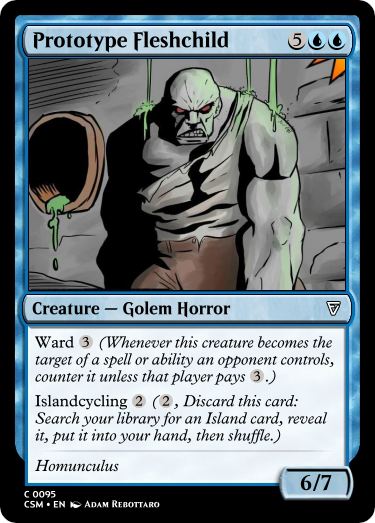 Prototype Fleshchild 5
Creature — Golem Horror
Ward 3 (Whenever this creature becomes the
target of a spell or ability an opponent controls,
counter it unless that player pays 3.)
Islandcycling 2 (2, Discard this card:
Search your library for an Island card, reveal
it, put it into your hand, then shuffle.)
Homunculus
6/7
C 0095
CSM • EN Adam Rebottaro